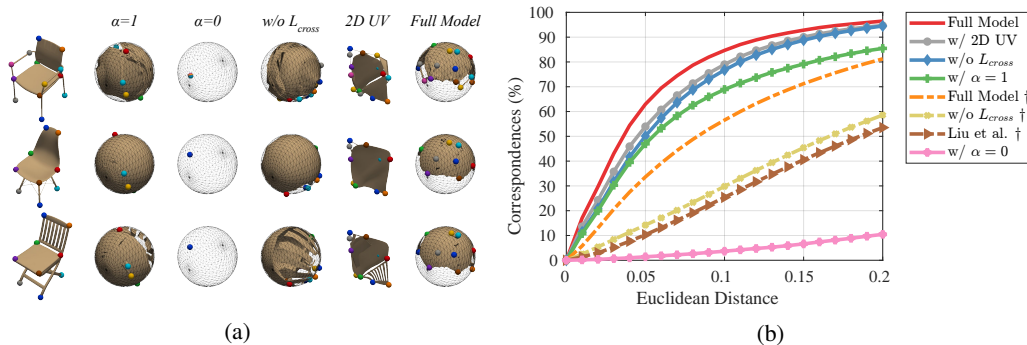 α=1 α=0 w/o L_cross 2D UV Full Model
(a)
100
90
80
70
60
50
40
30
20
10
0
Correspondences (%)
0 0.05 0.1 0.15 0.2
Euclidean Distance
(b)
Full Model
w/ 2D UV
w/o L_cross
w/ α = 1
Full Model †
w/o L_cross †
Liu et al. †
w/ α = 0